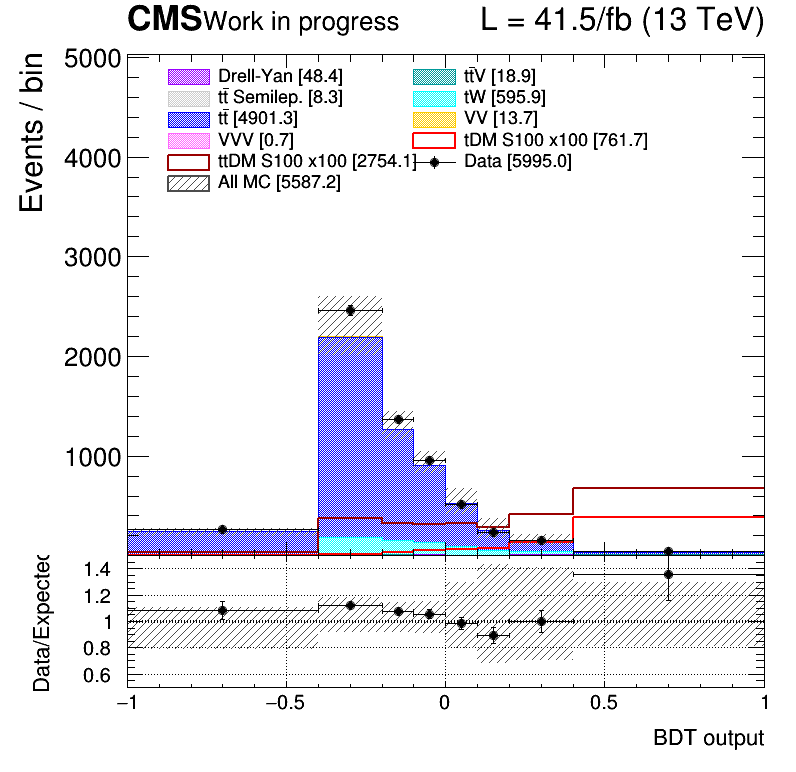 CMS Work in progress L = 41.5/fb (13 TeV)
Events / bin
5000
4000
3000
2000
1000
Drell-Yan [48.4] tt̄V [18.9]
tt̄ Semilep. [8.3] tW [595.9]
tt̄ [4901.3] VV [13.7]
VVV [0.7] tDM S100 x100 [761.7]
ttDM S100 x100 [2754.1] Data [5995.0]
All MC [5587.2]
Data/Expected
1.4
1.2
1
0.8
0.6
−1 −0.5 0 0.5 1
BDT output